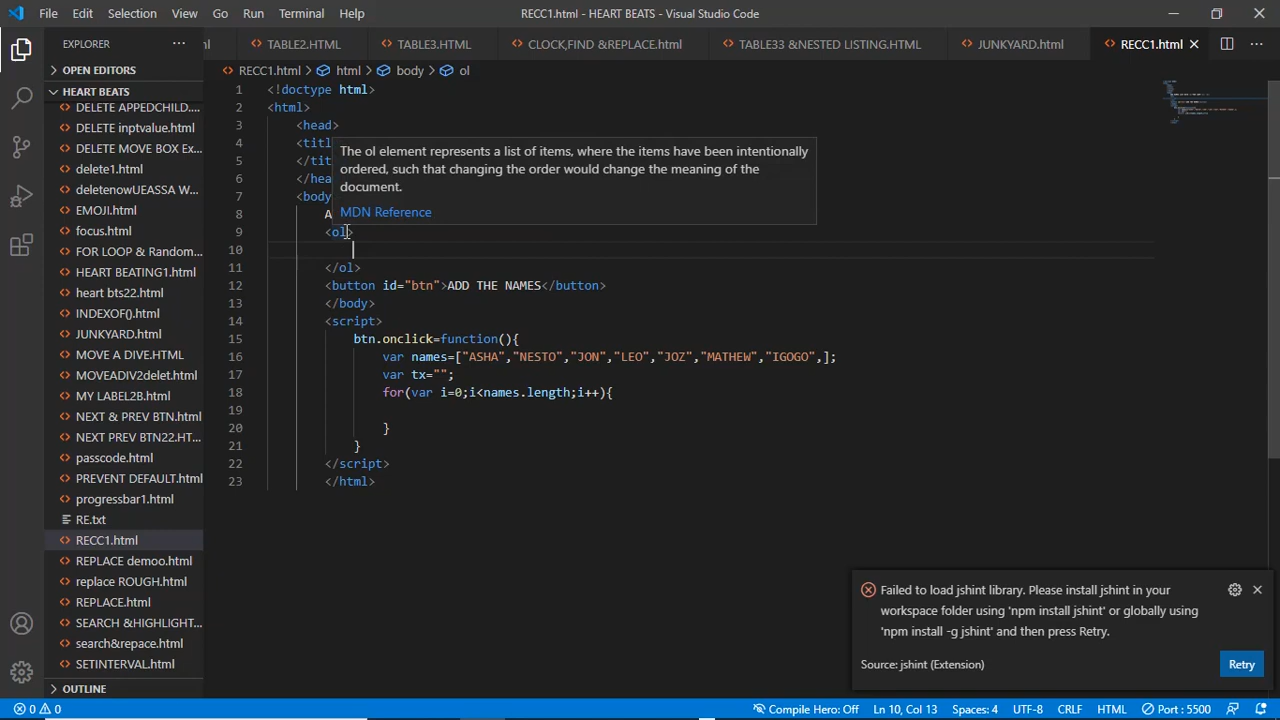 File Edit Selection View Go Run Terminal Help RECC1.html - HEART BEATS - Visual Studio Code
EXPLORER
TABLE2.HTML TABLE3.HTML CLOCK,FIND &REPLACE.html TABLE33 &NESTED LISTING.HTML JUNKYARD.html RECC1.html
OPEN EDITORS
HEART BEATS
DELETE APPEDCHILD....
DELETE inptvalue.html
DELETE MOVE BOX Ex...
delete1.html
deletenowUEASSA W...
EMOJI.html
focus.html
FOR LOOP & Random...
HEART BEATING1.html
heart bts22.html
INDEXOF().html
JUNKYARD.html
MOVE A DIVE.HTML
MOVEADIV2delet.html
MY LABEL2B.html
NEXT & PREV BTN.html
NEXT PREV BTN22.HT...
passcode.html
PREVENT DEFAULT.html
progressbar1.html
RE.txt
RECC1.html
REPLACE demoo.html
replace ROUGH.html
REPLACE.html
SEARCH &HIGHLIGHT...
search&repace.html
SETINTERVAL.html
OUTLINE
RECC1.html > html > body > ol
1 <!doctype html>
2 <html>
3 <head>
4 <titl
5 </tit
6 </hea
7 <body
8 A
9 <ol>
10
11 </ol>
12 <button id="btn">ADD THE NAMES</button>
13 </body>
14 <script>
15 btn.onclick=function(){
16 var names=["ASHA","NESTO","JON","LEO","JOZ","MATHEW","IGOGO",];
17 var tx="";
18 for(var i=0;i<names.length;i++){
19
20 }
21 }
22 </script>
23 </html>
The ol element represents a list of items, where the items have been intentionally
ordered, such that changing the order would change the meaning of the
document.
MDN Reference
Failed to load jshint library. Please install jshint in your
workspace folder using 'npm install jshint' or globally using
'npm install -g jshint' and then press Retry.
Source: jshint (Extension)
Retry
0 0 Compile Hero: Off Ln 10, Col 13 Spaces: 4 UTF-8 CRLF HTML Port : 5500